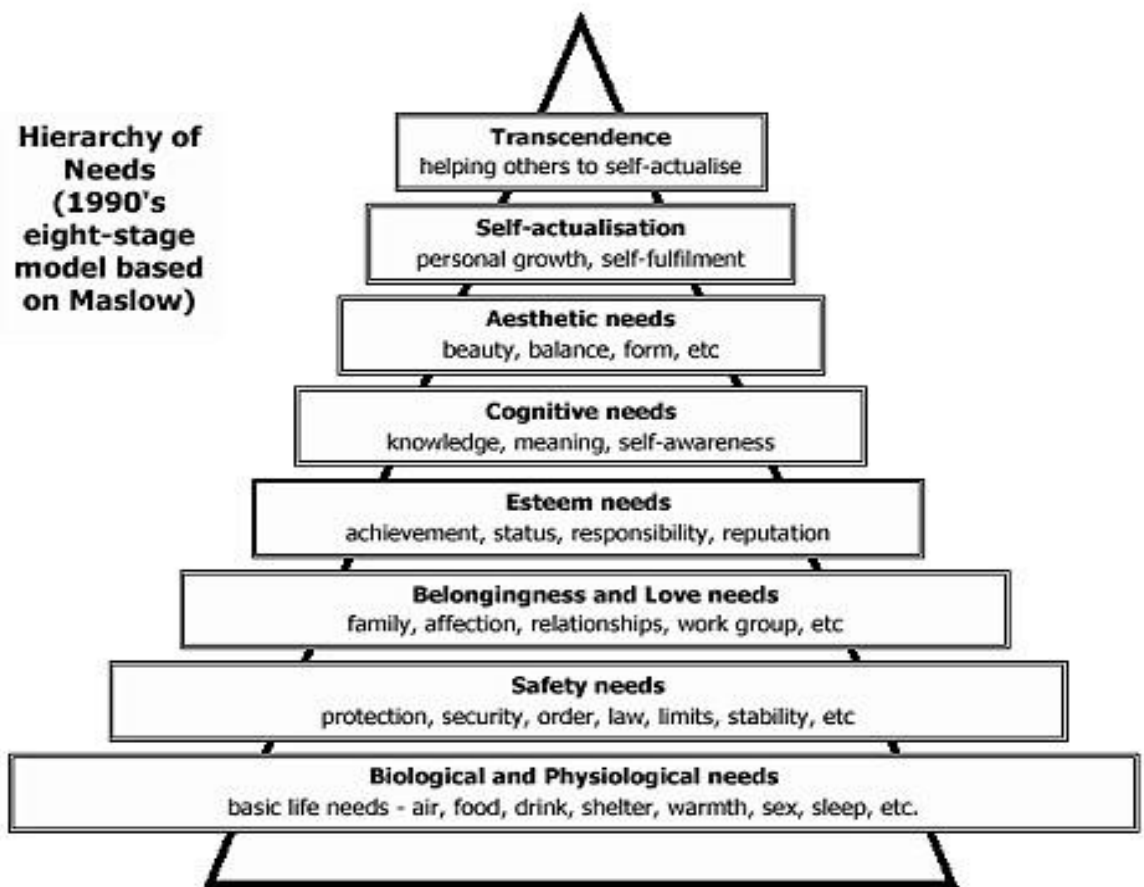 Hierarchy of
Needs
(1990's
eight-stage
model based
on Maslow)
Transcendence
helping others to self-actualise
Self-actualisation
personal growth, self-fulfilment
Aesthetic needs
beauty, balance, form, etc
Cognitive needs
knowledge, meaning, self-awareness
Esteem needs
achievement, status, responsibility, reputation
Belongingness and Love needs
family, affection, relationships, work group, etc
Safety needs
protection, security, order, law, limits, stability, etc
Biological and Physiological needs
basic life needs - air, food, drink, shelter, warmth, sex, sleep, etc.